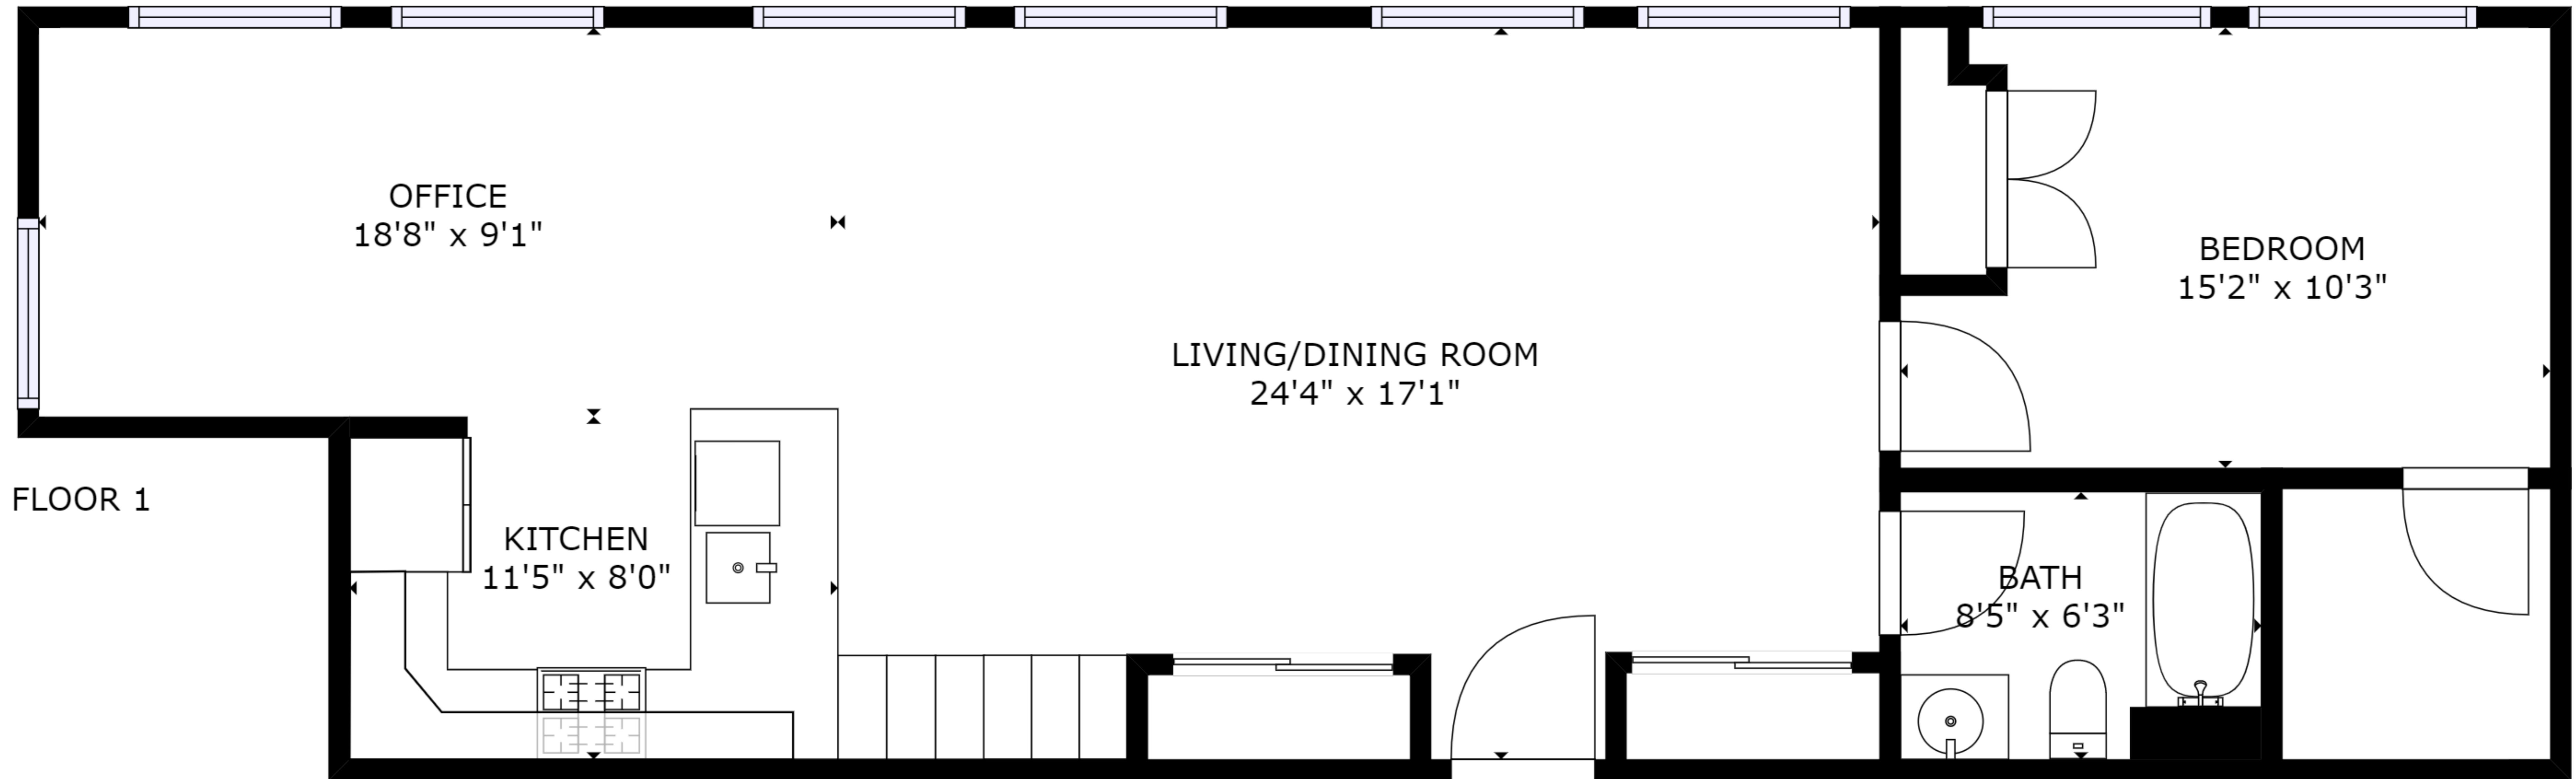 OFFICE
18'8" x 9'1"
BEDROOM
15'2" x 10'3"
LIVING/DINING ROOM
24'4" x 17'1"
FLOOR 1
KITCHEN
11'5" x 8'0"
BATH
8'5" x 6'3"